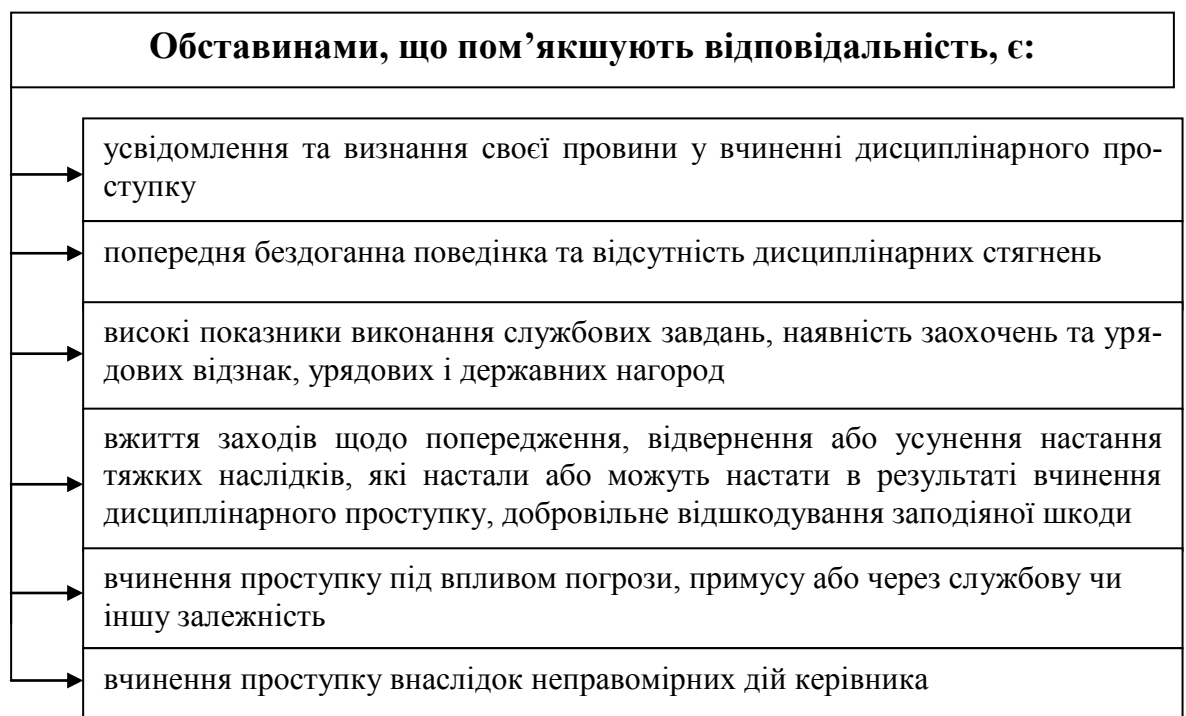 Обставинами, що пом’якшують відповідальність, є:
усвідомлення та визнання своєї провини у вчиненні дисциплінарного про-
ступку
попередня бездоганна поведінка та відсутність дисциплінарних стягнень
високі показники виконання службових завдань, наявність заохочень та уря-
дових відзнак, урядових і державних нагород
вжиття заходів щодо попередження, відвернення або усунення настання
тяжких наслідків, які настали або можуть настати в результаті вчинення
дисциплінарного проступку, добровільне відшкодування заподіяної шкоди
вчинення проступку під впливом погрози, примусу або через службову чи
іншу залежність
вчинення проступку внаслідок неправомірних дій керівника